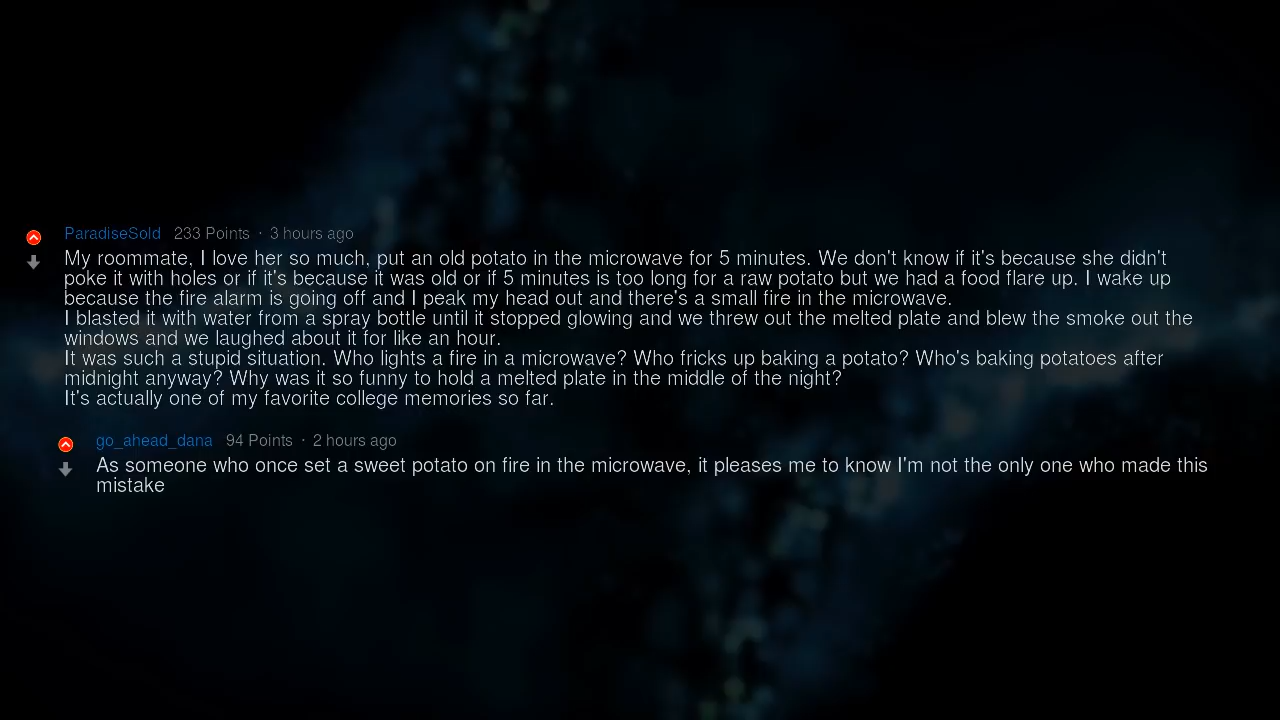 ParadiseSold 233 Points · 3 hours ago
My roommate, I love her so much, put an old potato in the microwave for 5 minutes. We don't know if it's because she didn't
poke it with holes or if it's because it was old or if 5 minutes is too long for a raw potato but we had a food flare up. I wake up
because the fire alarm is going off and I peak my head out and there's a small fire in the microwave.
I blasted it with water from a spray bottle until it stopped glowing and we threw out the melted plate and blew the smoke out the
windows and we laughed about it for like an hour.
It was such a stupid situation. Who lights a fire in a microwave? Who fricks up baking a potato? Who's baking potatoes after
midnight anyway? Why was it so funny to hold a melted plate in the middle of the night?
It's actually one of my favorite college memories so far.
go_ahead_dana 94 Points · 2 hours ago
As someone who once set a sweet potato on fire in the microwave, it pleases me to know I'm not the only one who made this
mistake